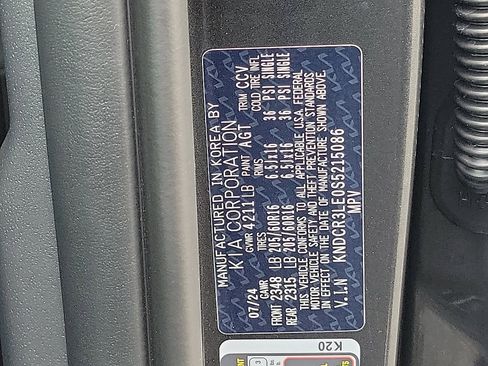 MANUFACTURED IN KOREA BY
KIA CORPORATION
07/24 GVWR 4211LB PAINT AGT TRIM CCV
GAWR TIRES RIMS COLD TIRE INFL
FRONT 2348 LB 205/60R16 6.5Jx16 36 PSI SINGLE
REAR 2315 LB 205/60R16 6.5Jx16 36 PSI SINGLE
THIS VEHICLE CONFORMS TO ALL APPLICABLE U.S.A. FEDERAL
MOTOR VEHICLE SAFETY AND THEFT PREVENTION STANDARDS
IN EFFECT ON THE DATE OF MANUFACTURE SHOWN ABOVE.
V.I.N KNDCR3LE0S5215086
MPV
K20